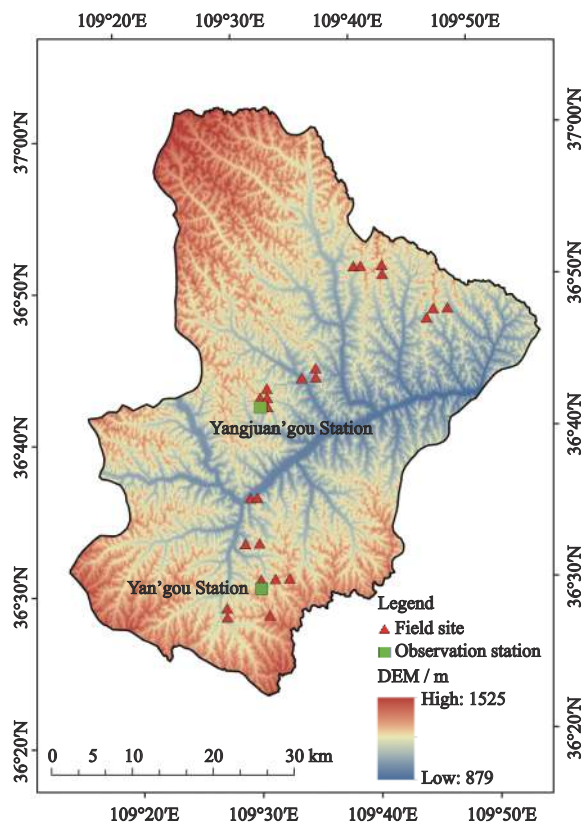 109°20′E 109°30′E 109°40′E 109°50′E
37°00′N
37°00′N
36°50′N
36°50′N
36°40′N
36°40′N
36°30′N
36°30′N
36°20′N
36°20′N
Yangjuan’gou Station
Yan’gou Station
Legend
Field site
Observation station
DEM / m
High: 1525
Low: 879
0 5 10 20 30 km
109°20′E 109°30′E 109°40′E 109°50′E